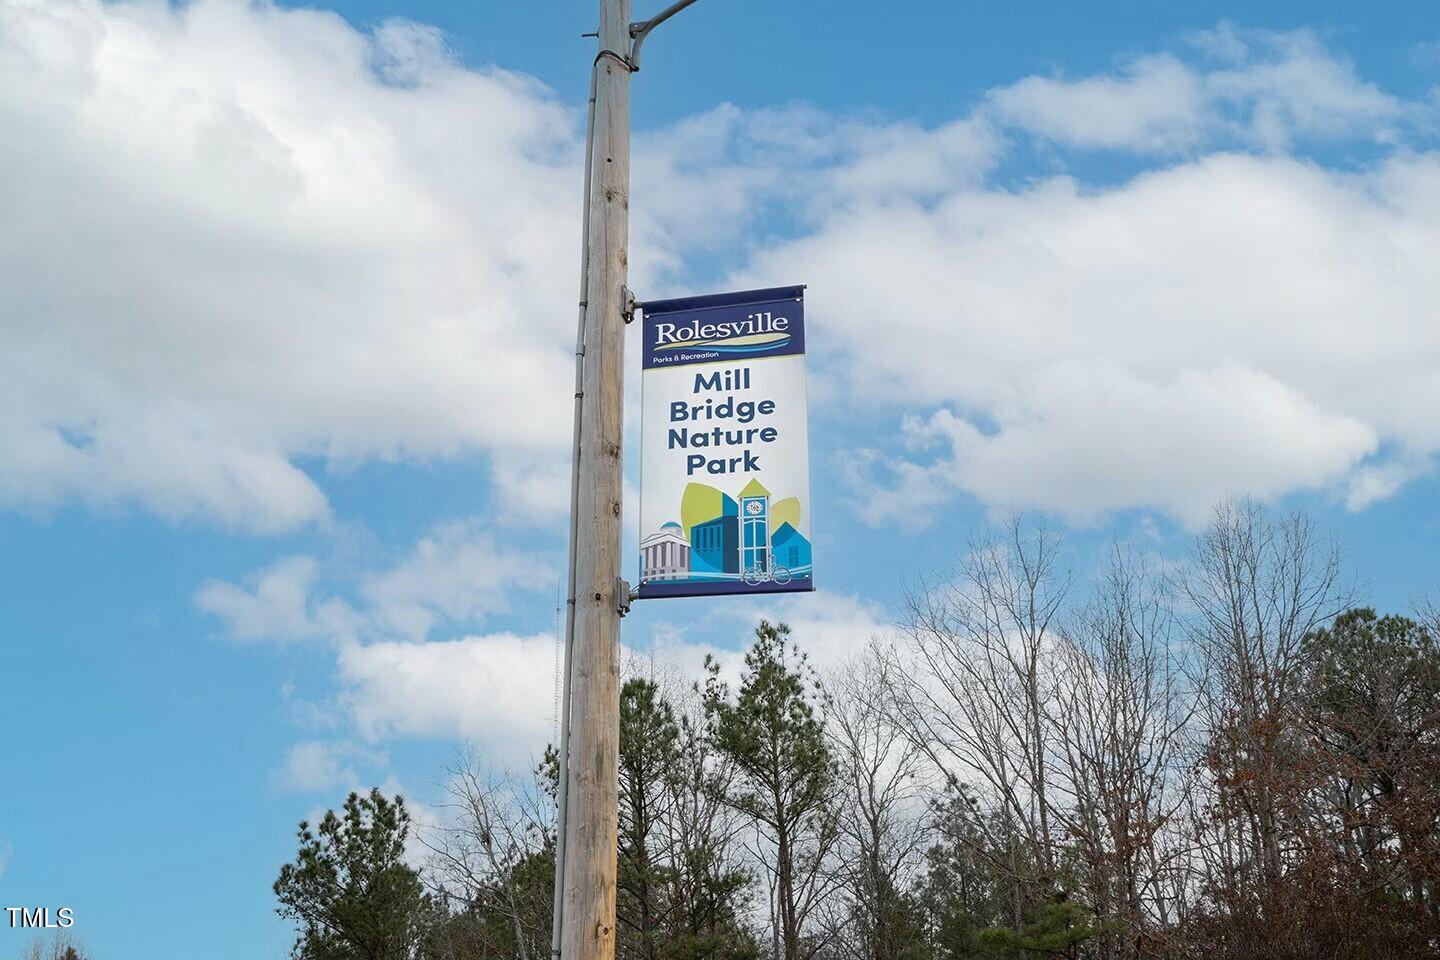 Rolesville
Parks & Recreation
Mill
Bridge
Nature
Park
TMLS